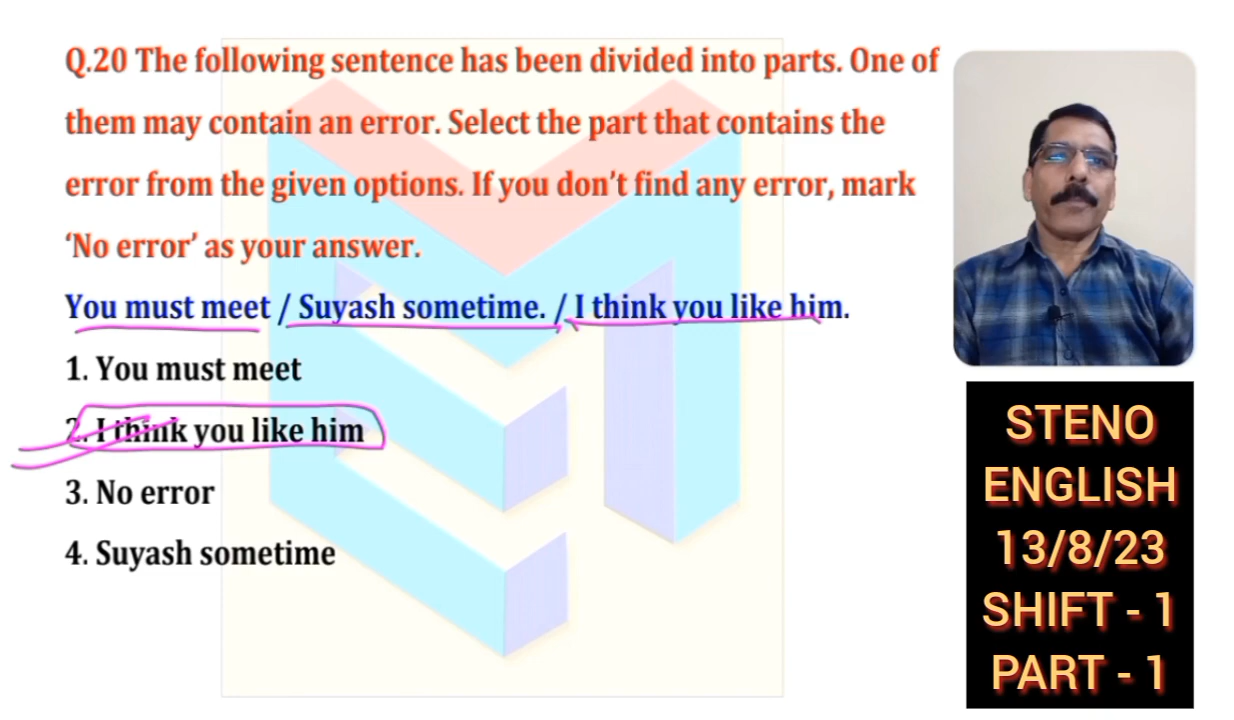 Q.20 The following sentence has been divided into parts. One of
them may contain an error. Select the part that contains the
error from the given options. If you don’t find any error, mark
‘No error’ as your answer.
You must meet / Suyash sometime. / I think you like him.
1. You must meet
2. I think you like him
3. No error
4. Suyash sometime
STENO
ENGLISH
13/8/23
SHIFT - 1
PART - 1